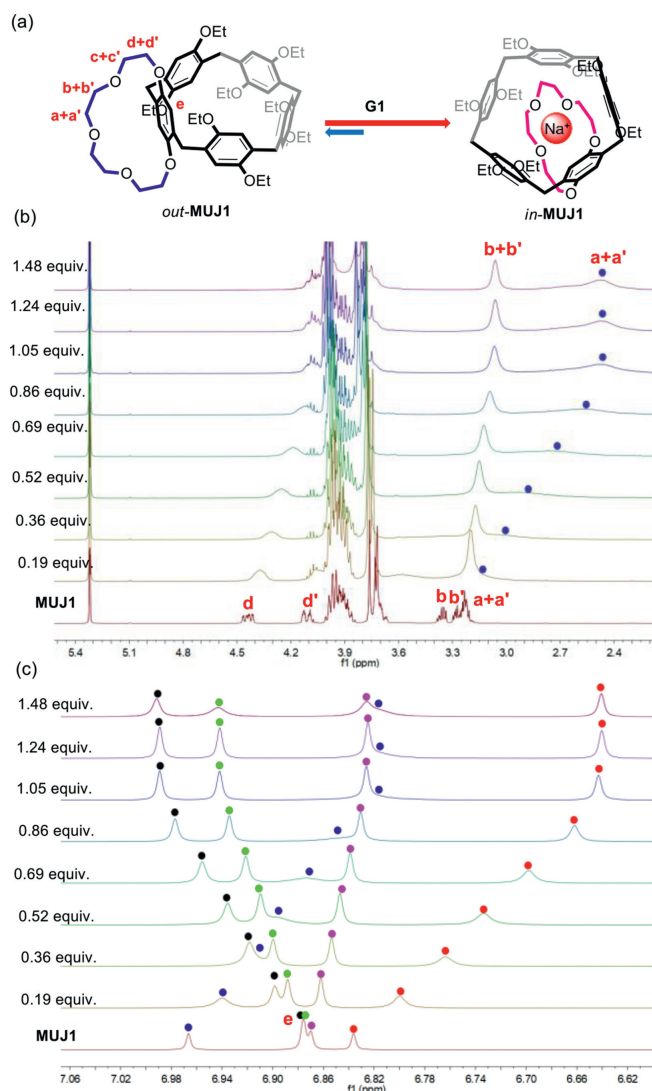 (a)
d+d'
c+c'
b+b'
a+a'
e
EtO
OEt
EtO
OEt
EtO
OEt
OEt
EtO
OEt
O
O
O
O
O
O
out-MUJ1
G1
EtO
OEt
EtO
OEt
OEt
EtO
EtO
OEt
O
O
O
O
O
O
Na⁺
in-MUJ1
(b)
b+b'
a+a'
1.48 equiv.
1.24 equiv.
1.05 equiv.
0.86 equiv.
0.69 equiv.
0.52 equiv.
0.36 equiv.
0.19 equiv.
MUJ1
d
d'
b
b'
a+a'
5.4
5.1
4.8
4.5
4.2
3.9
3.6
3.3
3.0
2.7
2.4
f1 (ppm)
(c)
1.48 equiv.
1.24 equiv.
1.05 equiv.
0.86 equiv.
0.69 equiv.
0.52 equiv.
0.36 equiv.
0.19 equiv.
MUJ1
e
7.06
7.02
6.98
6.94
6.90
6.86
6.82
6.78
6.74
6.70
6.66
6.62
f1 (ppm)